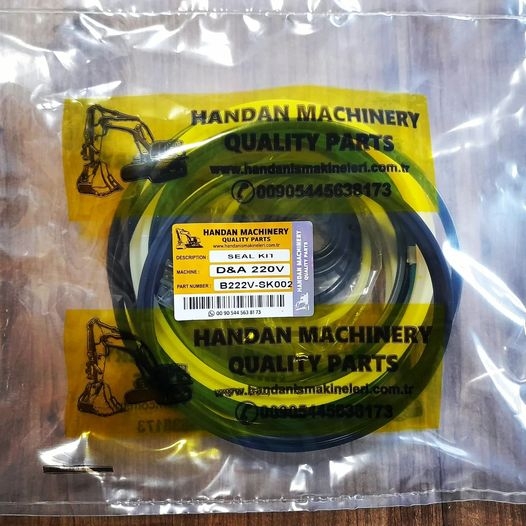 HANDAN MACHINERY
QUALITY PARTS
www.handanismakineleri.com.tr
00905445638173
HANDAN MACHINERY
QUALITY PARTS
www.handanismakineleri.com
DESCRIPTION : SEAL KIT
MACHINE : D&A 220V
PART NUMBER : B222V-SK002
00 90 544 563 81 73
HANDAN MACHINERY
QUALITY PARTS
HANDAN MACHINERY
QUALITY PARTS
www.handanismakineleri.com.tr
00905445638173